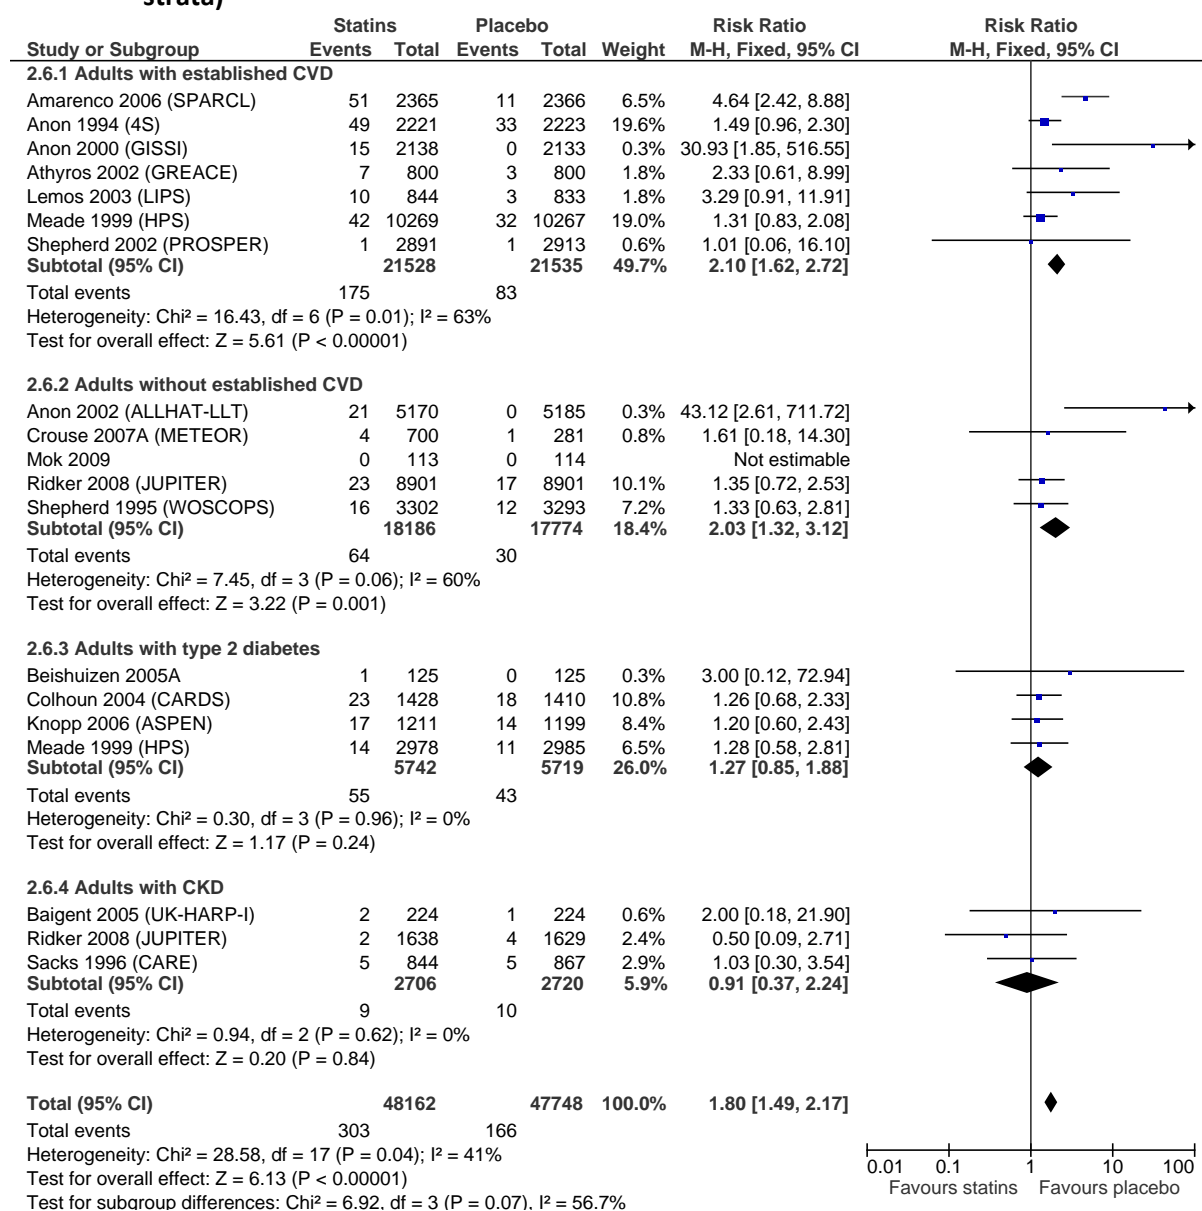 strata)
Statins Placebo Risk Ratio Risk Ratio
Study or Subgroup Events Total Events Total Weight M-H, Fixed, 95% CI M-H, Fixed, 95% CI
2.6.1 Adults with established CVD
Amarenco 2006 (SPARCL) 51 2365 11 2366 6.5% 4.64 [2.42, 8.88]
Anon 1994 (4S) 49 2221 33 2223 19.6% 1.49 [0.96, 2.30]
Anon 2000 (GISSI) 15 2138 0 2133 0.3% 30.93 [1.85, 516.55]
Athyros 2002 (GREACE) 7 800 3 800 1.8% 2.33 [0.61, 8.99]
Lemos 2003 (LIPS) 10 844 3 833 1.8% 3.29 [0.91, 11.91]
Meade 1999 (HPS) 42 10269 32 10267 19.0% 1.31 [0.83, 2.08]
Shepherd 2002 (PROSPER) 1 2891 1 2913 0.6% 1.01 [0.06, 16.10]
Subtotal (95% CI) 21528 21535 49.7% 2.10 [1.62, 2.72]
Total events 175 83
Heterogeneity: Chi² = 16.43, df = 6 (P = 0.01); I² = 63%
Test for overall effect: Z = 5.61 (P < 0.00001)
2.6.2 Adults without established CVD
Anon 2002 (ALLHAT-LLT) 21 5170 0 5185 0.3% 43.12 [2.61, 711.72]
Crouse 2007A (METEOR) 4 700 1 281 0.8% 1.61 [0.18, 14.30]
Mok 2009 0 113 0 114 Not estimable
Ridker 2008 (JUPITER) 23 8901 17 8901 10.1% 1.35 [0.72, 2.53]
Shepherd 1995 (WOSCOPS) 16 3302 12 3293 7.2% 1.33 [0.63, 2.81]
Subtotal (95% CI) 18186 17774 18.4% 2.03 [1.32, 3.12]
Total events 64 30
Heterogeneity: Chi² = 7.45, df = 3 (P = 0.06); I² = 60%
Test for overall effect: Z = 3.22 (P = 0.001)
2.6.3 Adults with type 2 diabetes
Beishuizen 2005A 1 125 0 125 0.3% 3.00 [0.12, 72.94]
Colhoun 2004 (CARDS) 23 1428 18 1410 10.8% 1.26 [0.68, 2.33]
Knopp 2006 (ASPEN) 17 1211 14 1199 8.4% 1.20 [0.60, 2.43]
Meade 1999 (HPS) 14 2978 11 2985 6.5% 1.28 [0.58, 2.81]
Subtotal (95% CI) 5742 5719 26.0% 1.27 [0.85, 1.88]
Total events 55 43
Heterogeneity: Chi² = 0.30, df = 3 (P = 0.96); I² = 0%
Test for overall effect: Z = 1.17 (P = 0.24)
2.6.4 Adults with CKD
Baigent 2005 (UK-HARP-I) 2 224 1 224 0.6% 2.00 [0.18, 21.90]
Ridker 2008 (JUPITER) 2 1638 4 1629 2.4% 0.50 [0.09, 2.71]
Sacks 1996 (CARE) 5 844 5 867 2.9% 1.03 [0.30, 3.54]
Subtotal (95% CI) 2706 2720 5.9% 0.91 [0.37, 2.24]
Total events 9 10
Heterogeneity: Chi² = 0.94, df = 2 (P = 0.62); I² = 0%
Test for overall effect: Z = 0.20 (P = 0.84)
Total (95% CI) 48162 47748 100.0% 1.80 [1.49, 2.17]
Total events 303 166
Heterogeneity: Chi² = 28.58, df = 17 (P = 0.04); I² = 41%
Test for overall effect: Z = 6.13 (P < 0.00001)
Test for subgroup differences: Chi² = 6.92, df = 3 (P = 0.07), I² = 56.7%
0.01 0.1 1 10 100
Favours statins Favours placebo